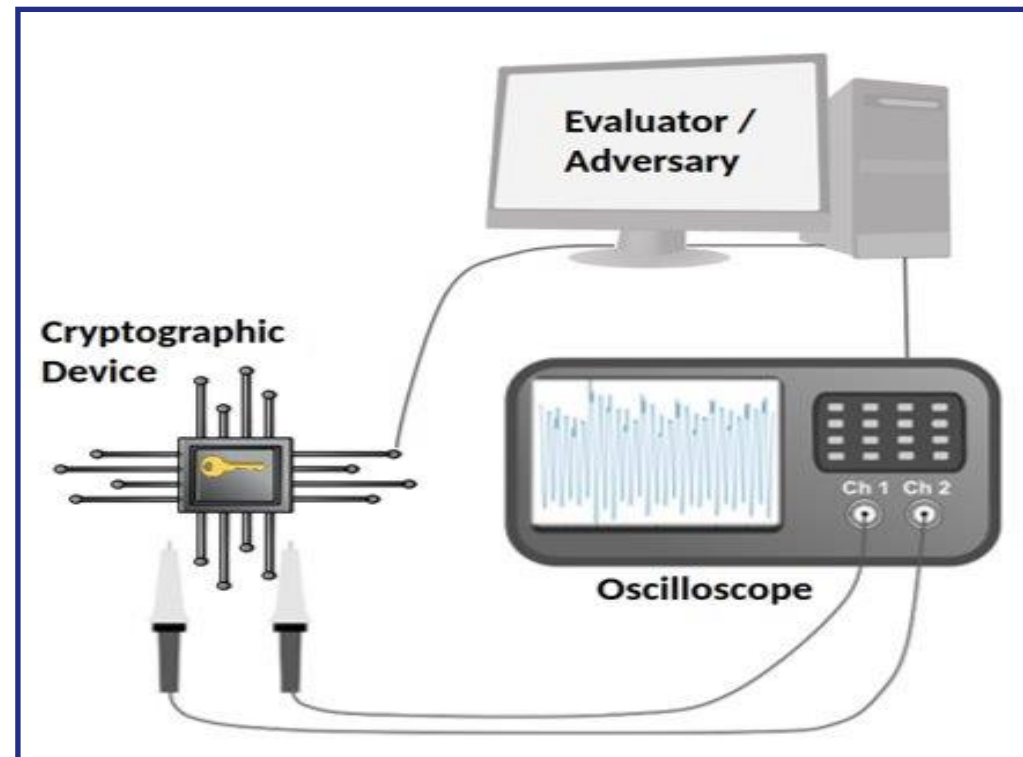 Evaluator /
Adversary
Cryptographic
Device
Ch 1 Ch 2
Oscilloscope